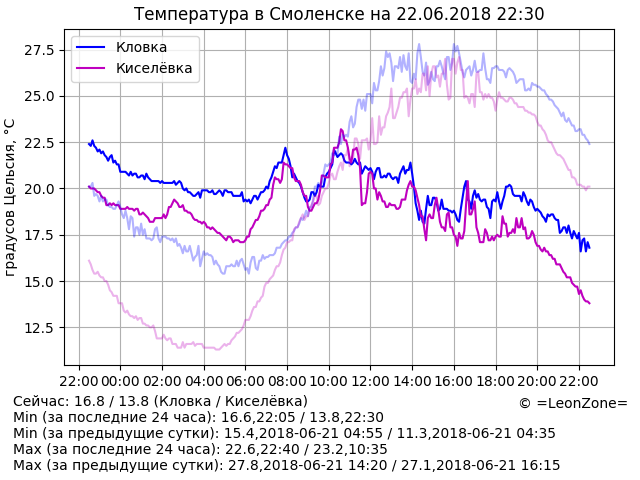 Температура в Смоленске на 22.06.2018 22:30
Кловка
Киселёвка
градусов Цельсия, °C
27.5
25.0
22.5
20.0
17.5
15.0
12.5
22:00 00:00 02:00 04:00 06:00 08:00 10:00 12:00 14:00 16:00 18:00 20:00 22:00
Сейчас: 16.8 / 13.8 (Кловка / Киселёвка)
© =LeonZone=
Min (за последние 24 часа): 16.6,22:05 / 13.8,22:30
Min (за предыдущие сутки): 15.4,2018-06-21 04:55 / 11.3,2018-06-21 04:35
Max (за последние 24 часа): 22.6,22:40 / 23.2,10:35
Max (за предыдущие сутки): 27.8,2018-06-21 14:20 / 27.1,2018-06-21 16:15